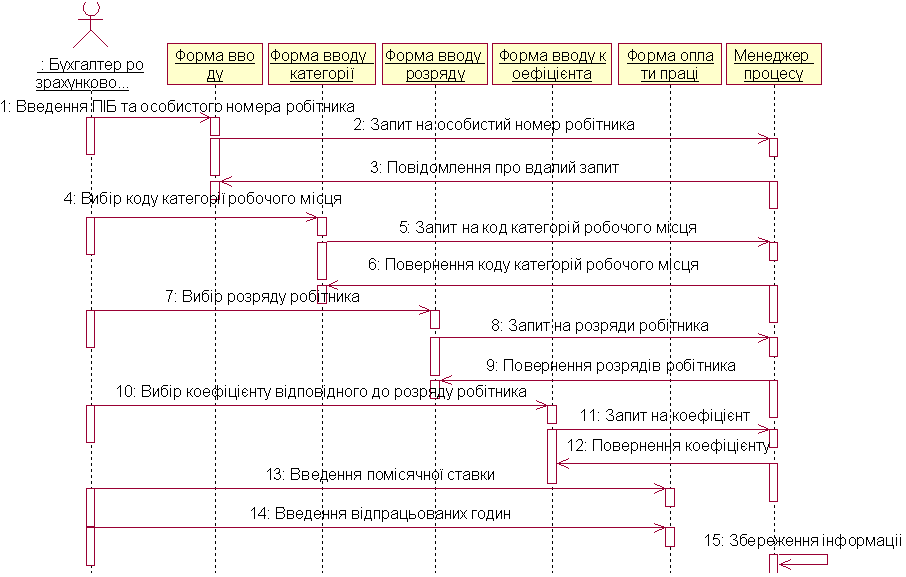 : Бухгалтер ро
зрахунково...
Форма вво
ду
Форма вводу
категорії
Форма вводу
розряду
Форма вводу к
оефіцієнта
Форма опла
ти праці
Менеджер
процесу
1: Введення ПІБ та особистого номера робітника
2: Запит на особистий номер робітника
3: Повідомлення про вдалий запит
4: Вибір коду категорії робочого місця
5: Запит на код категорій робочого місця
6: Повернення коду категорій робочого місця
7: Вибір розряду робітника
8: Запит на розряди робітника
9: Повернення розрядів робітника
10: Вибір коефіцієнту відповідного до розряду робітника
11: Запит на коефіцієнт
12: Повернення коефіцієнту
13: Введення помісячної ставки
14: Введення відпрацьованих годин
15: Збереження інформації